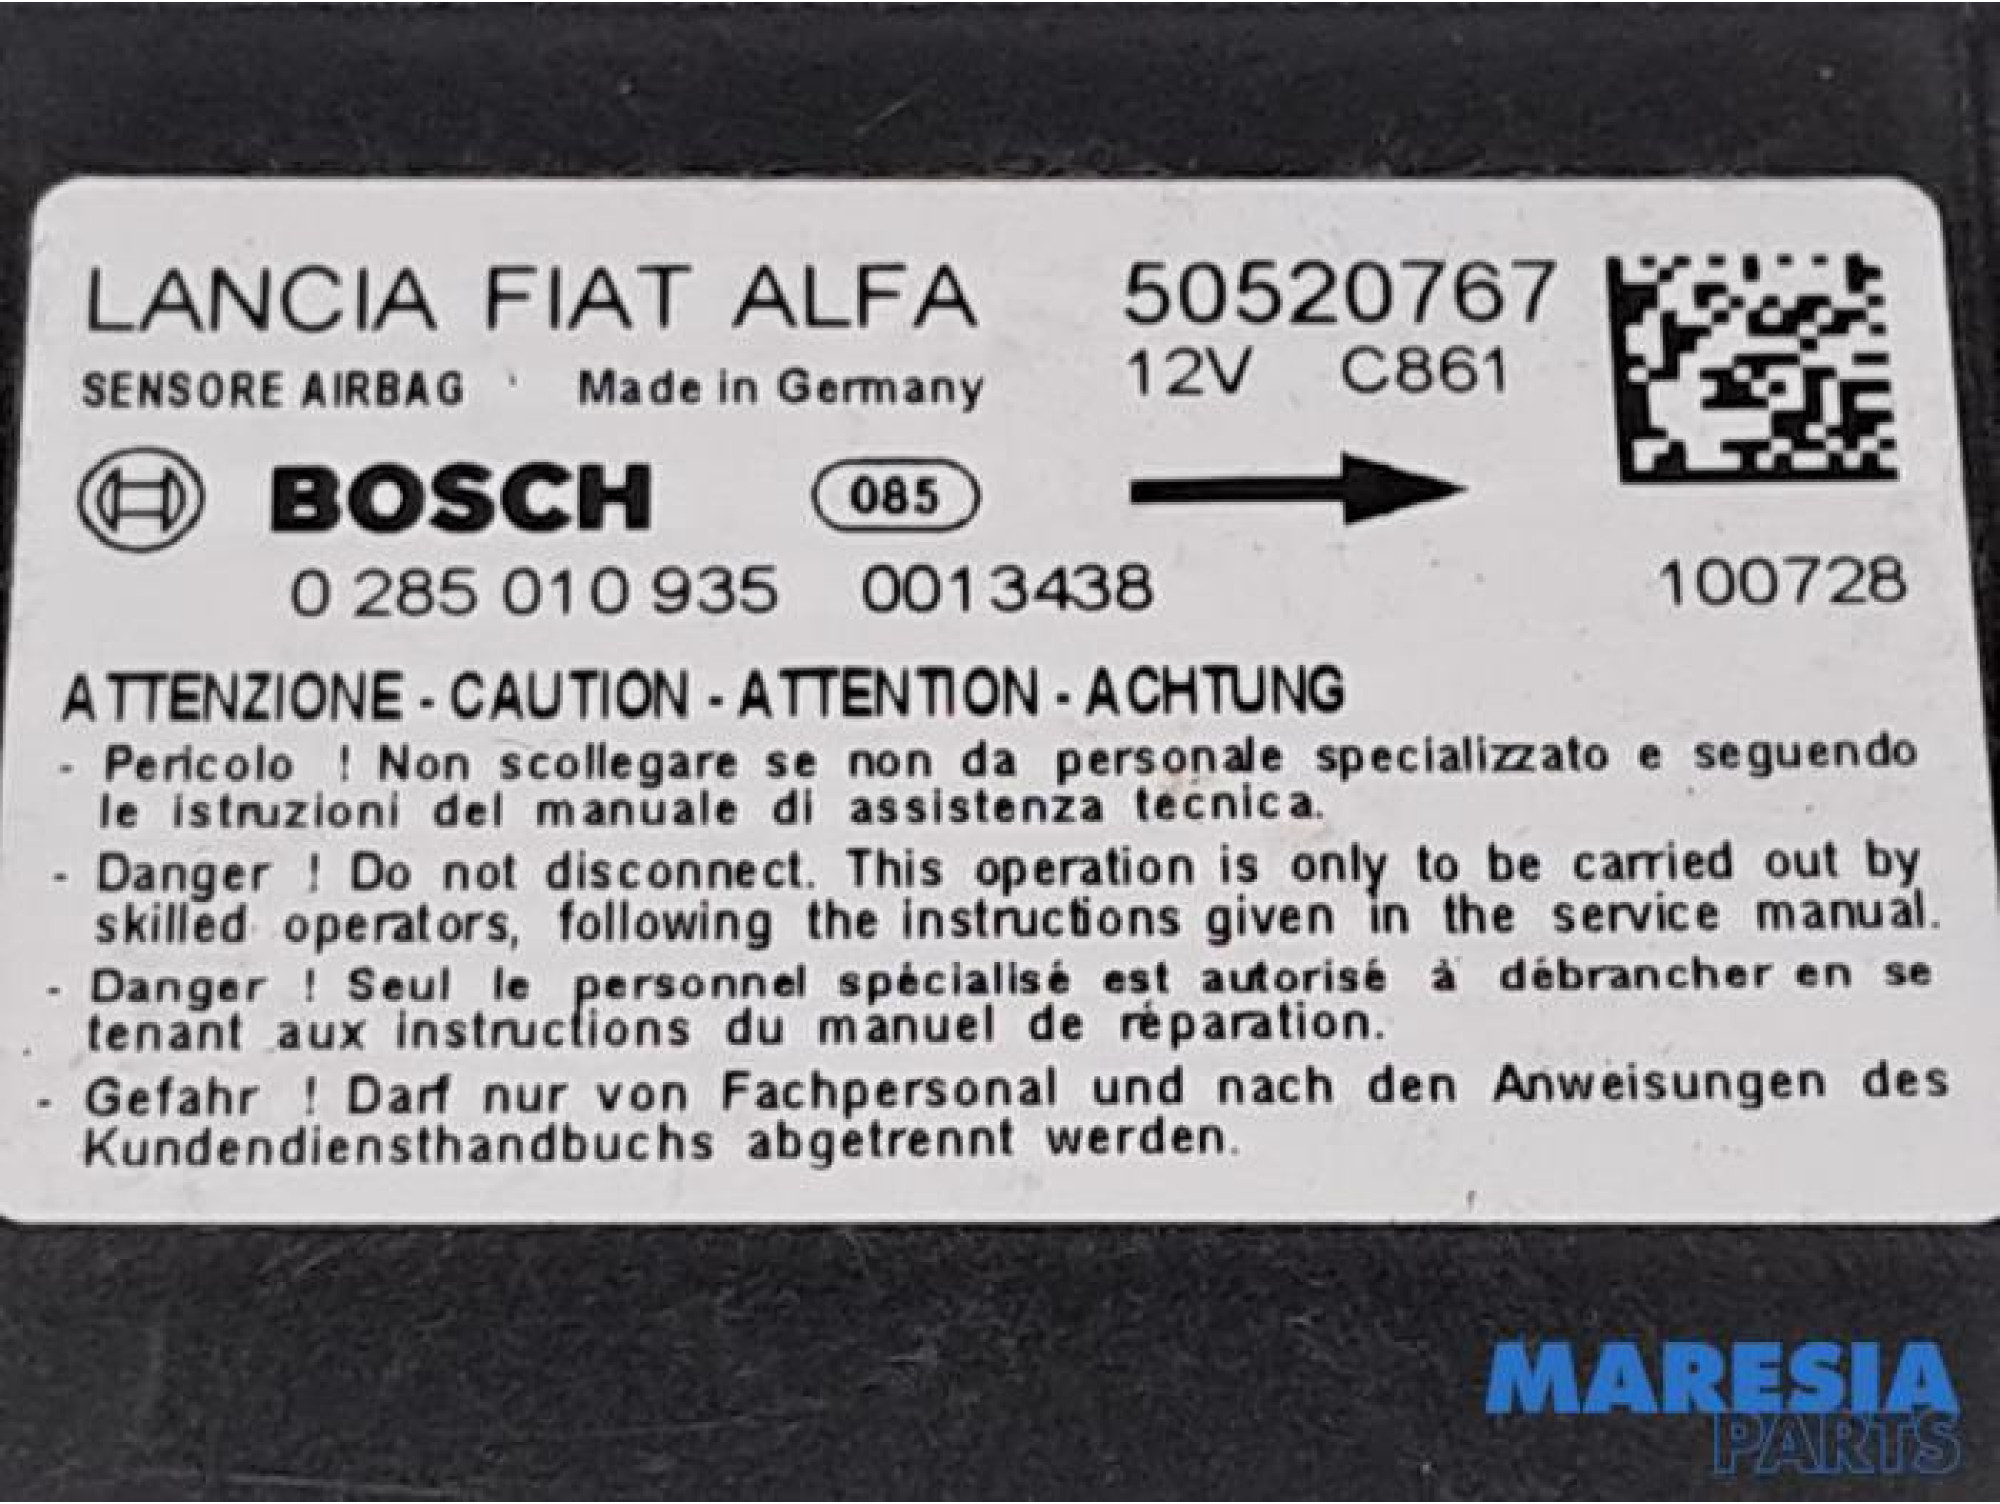 LANCIA FIAT ALFA 50520767
SENSORE AIRBAG Made in Germany 12V C861
BOSCH 085
0 285 010 935 0013438 100728
ATTENZIONE - CAUTION - ATTENTION - ACHTUNG
- Pericolo ! Non scollegare se non da personale specializzato e seguendo
le istruzioni del manuale di assistenza tecnica.
- Danger ! Do not disconnect. This operation is only to be carried out by
skilled operators, following the instructions given in the service manual.
- Danger ! Seul le personnel spécialisé est autorisé à débrancher en se
tenant aux instructions du manuel de réparation.
- Gefahr ! Darf nur von Fachpersonal und nach den Anweisungen des
Kundendiensthandbuchs abgetrennt werden.
MARESIA
PARTS